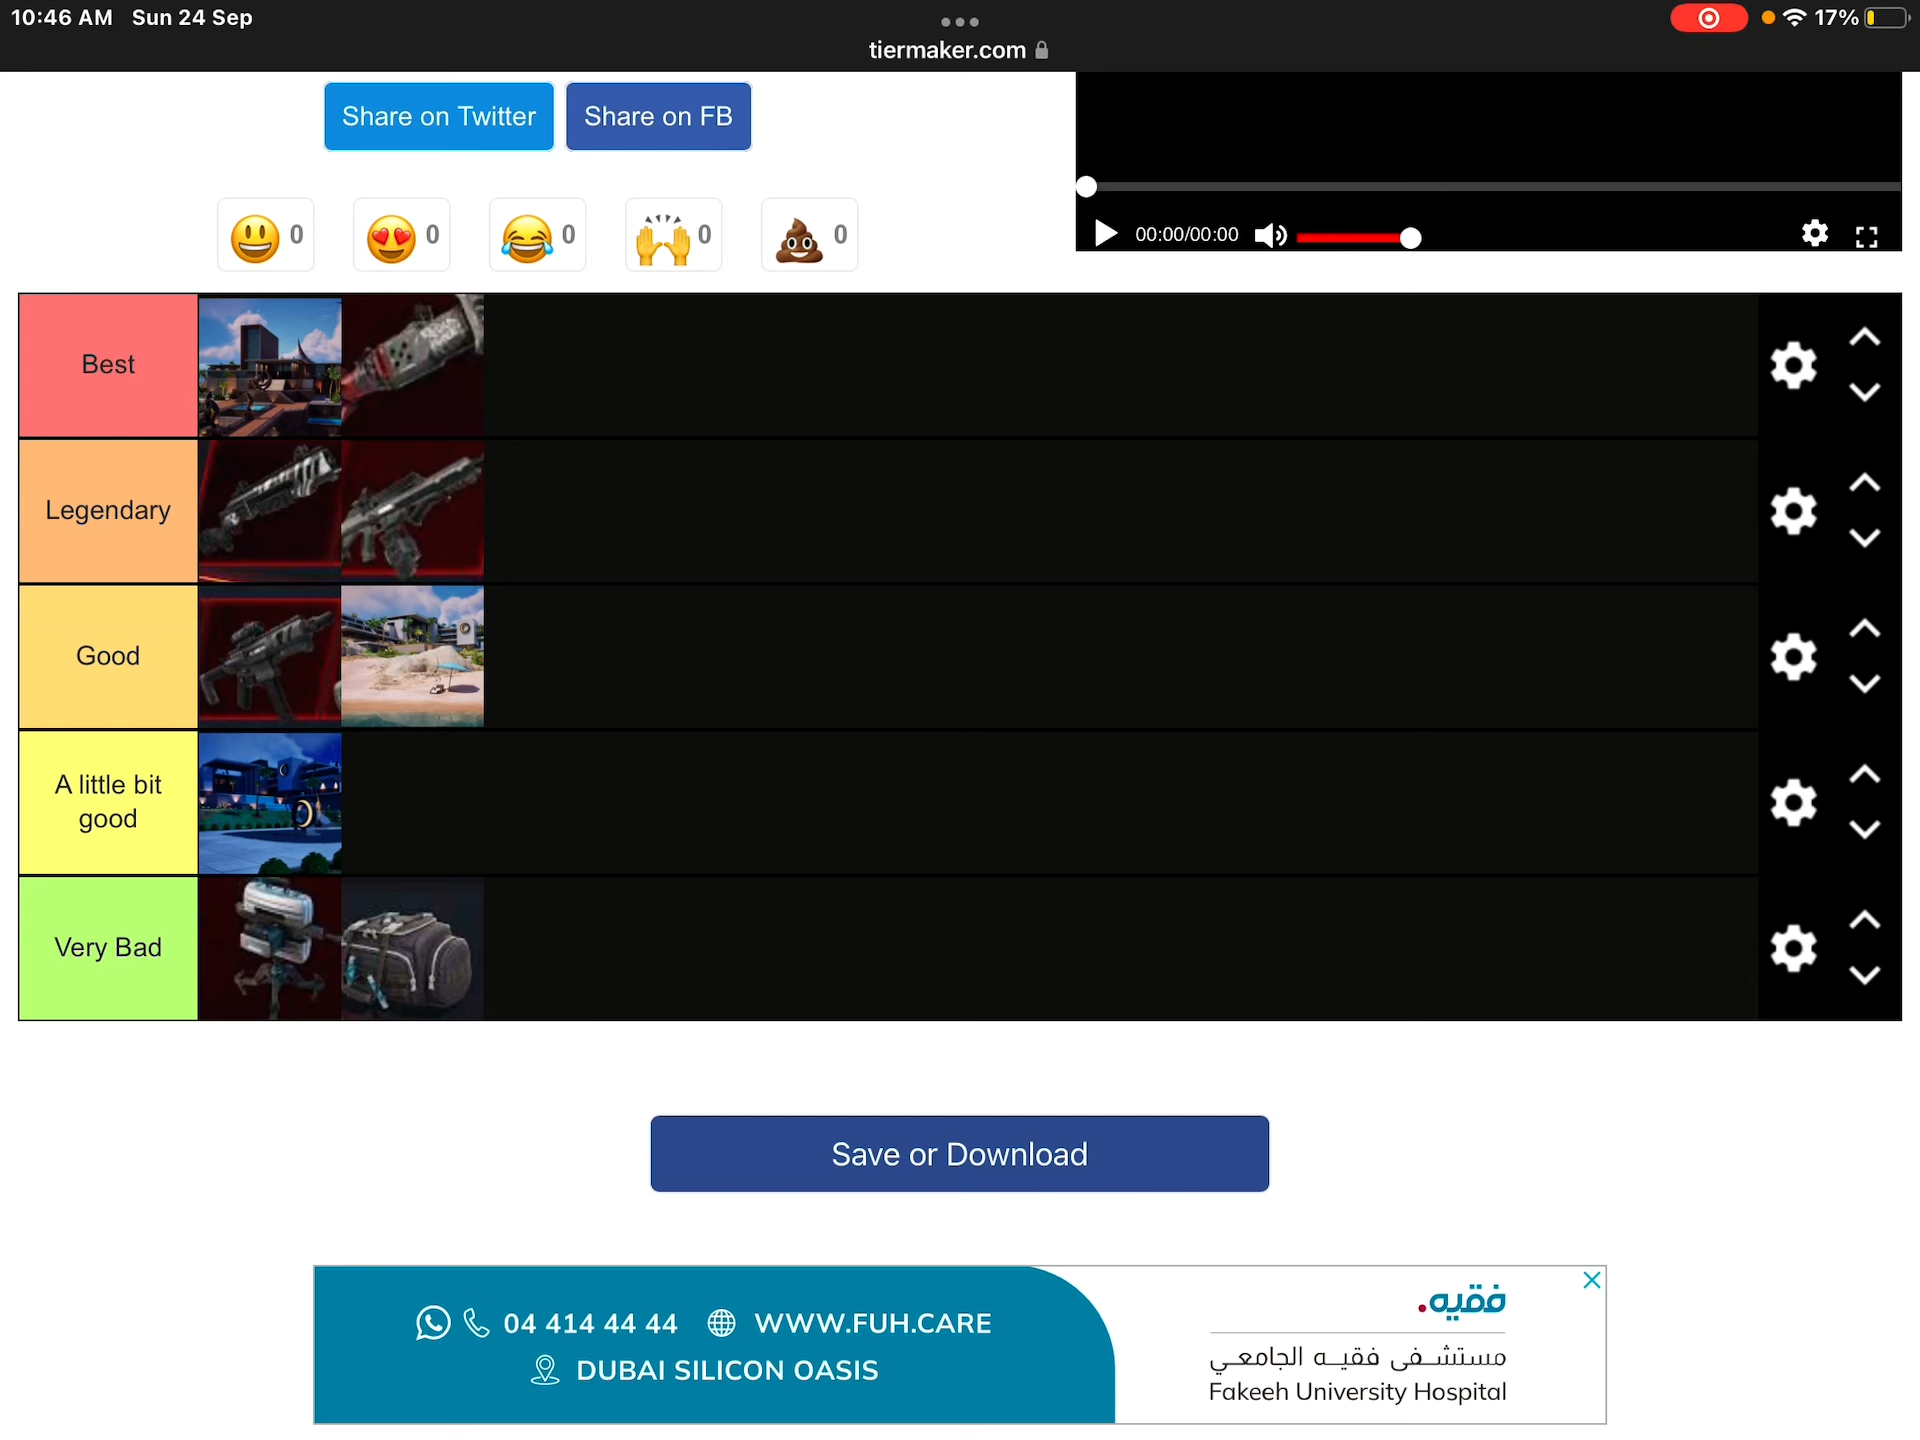 10:46 AM Sun 24 Sep
17%
tiermaker.com
Share on Twitter
Share on FB
0
0
0
0
0
00:00/00:00
Best
Legendary
Good
A little bit
good
Very Bad
Save or Download
04 414 44 44
WWW.FUH.CARE
DUBAI SILICON OASIS
فقيه.
مستشفى فقيه الجامعي
Fakeeh University Hospital